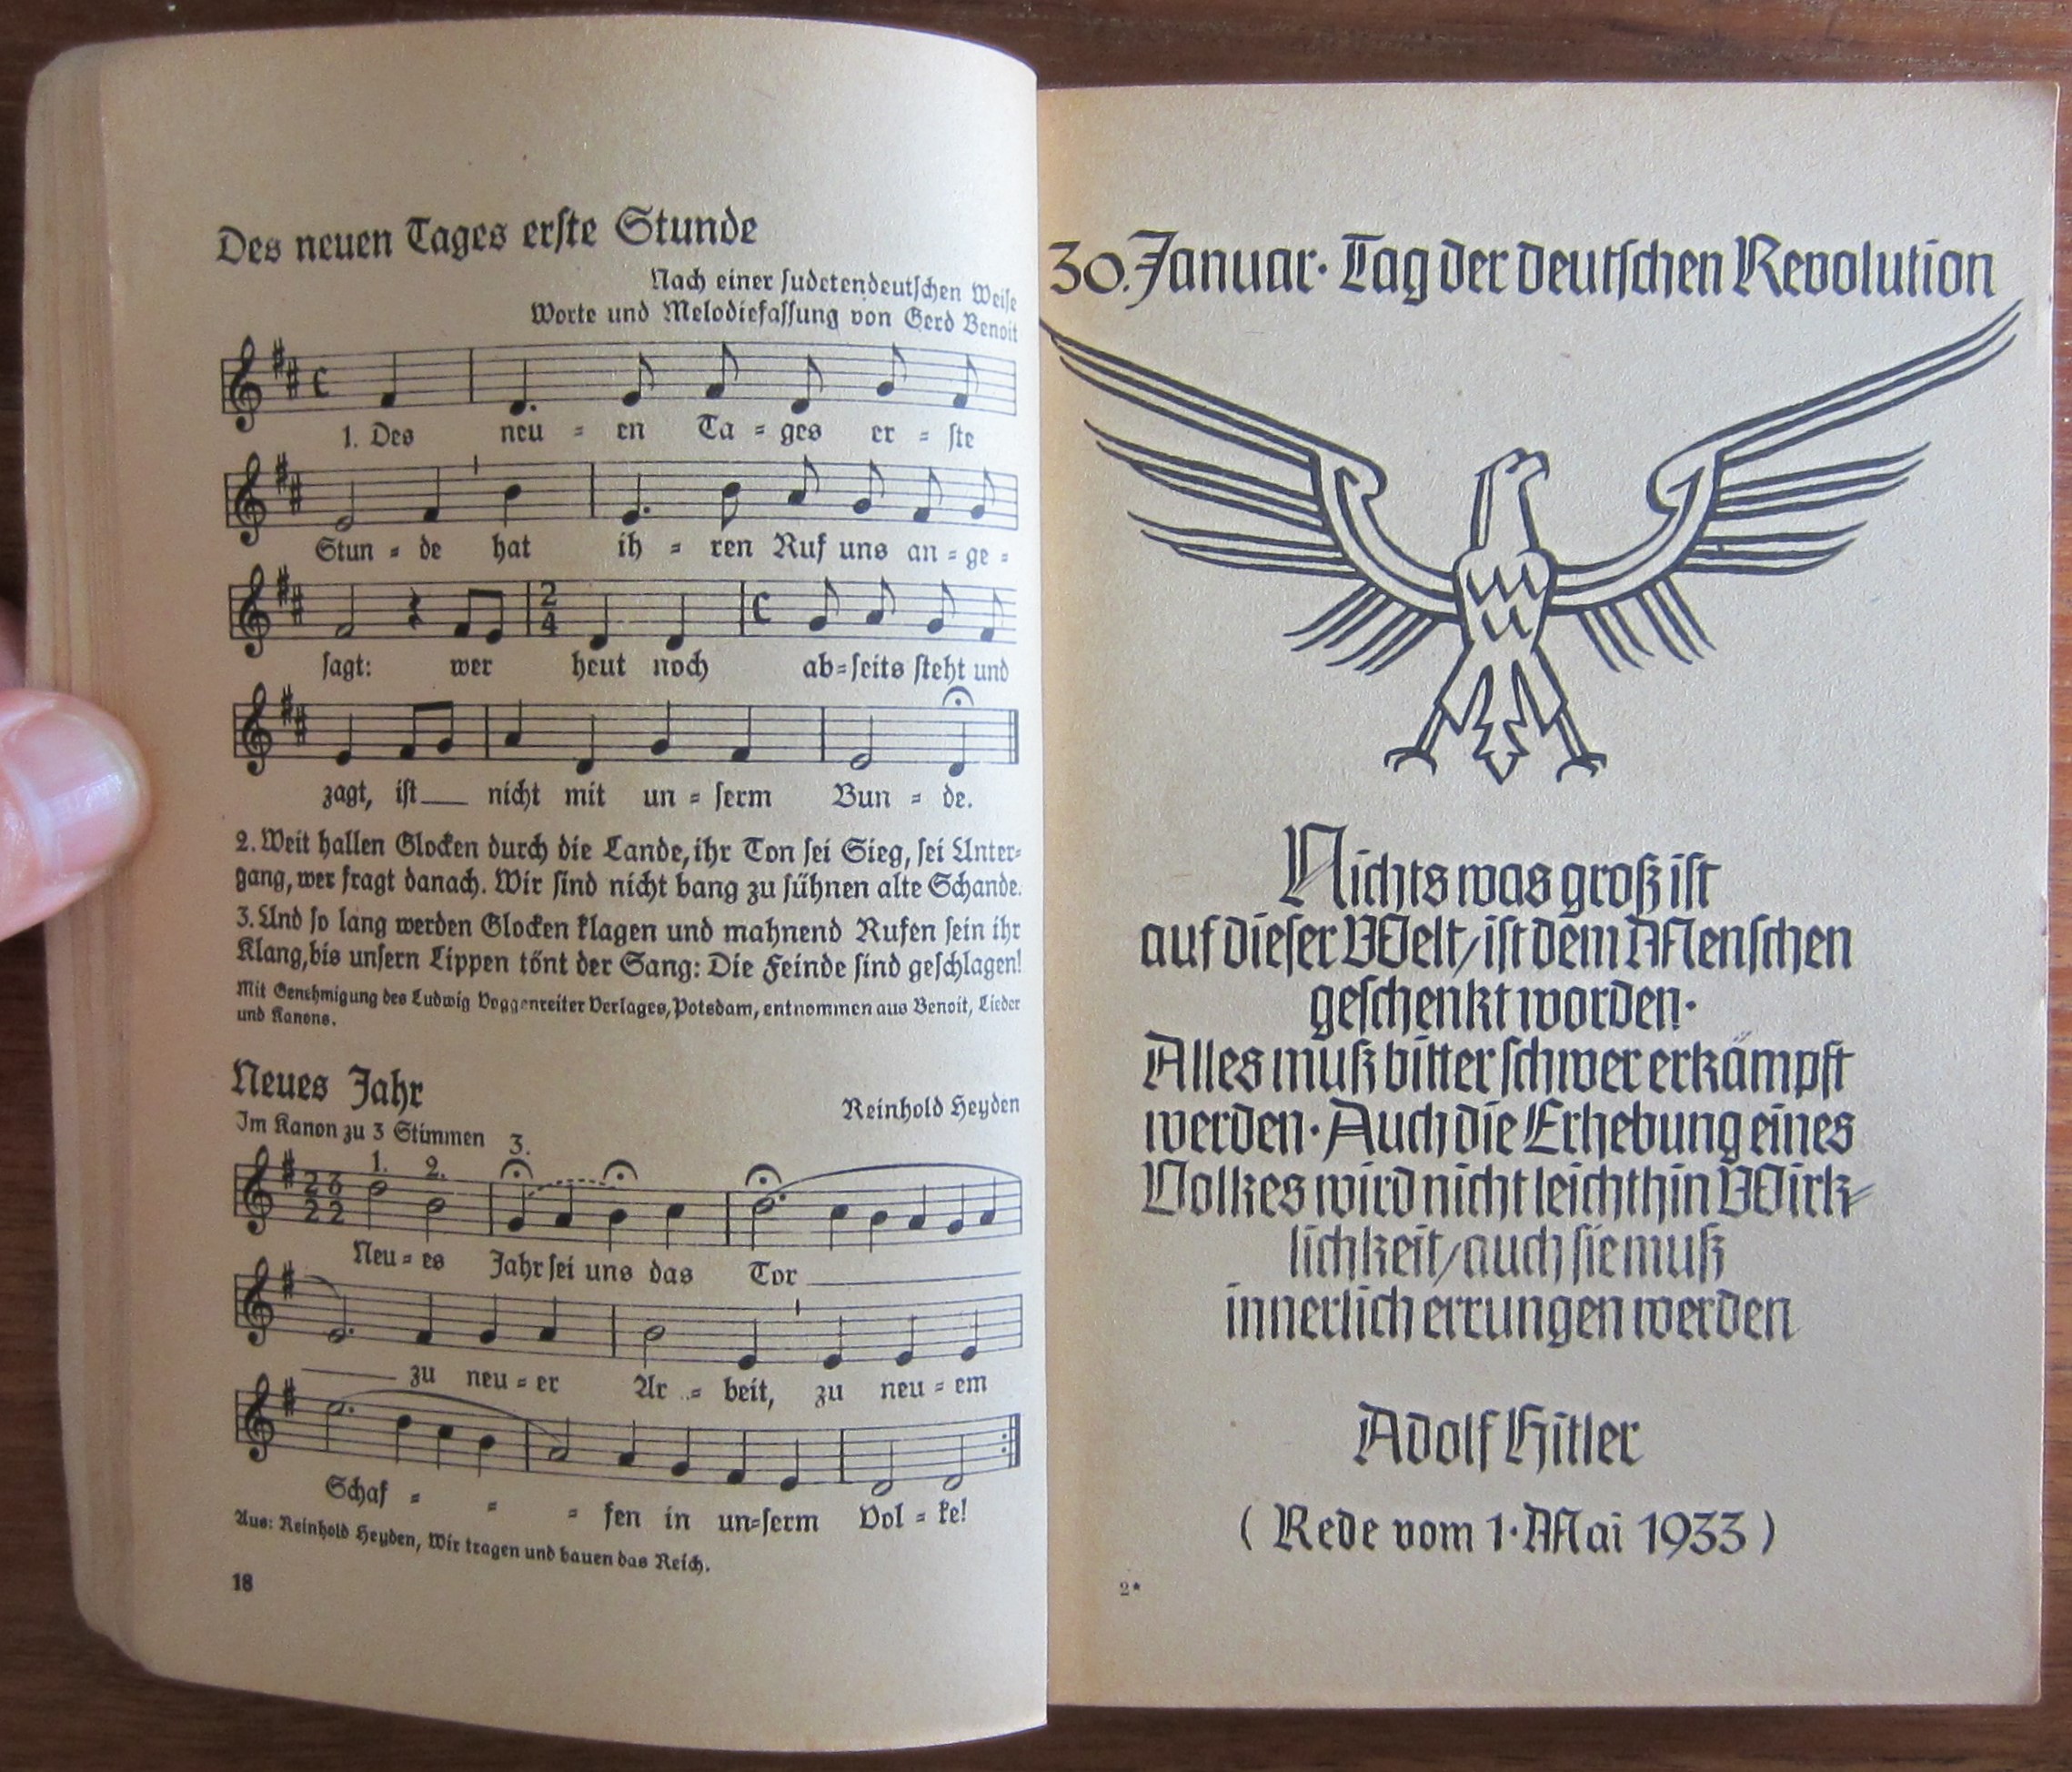 Des neuen Tages erste Stunde
Nach einer sudetendeutschen Weise
Worte und Melodiefassung von Gerd Benoit
1. Des neu = en Ta = ges er = ste
Stun = de hat ih = ren Ruf uns an = ge =
sagt: wer heut noch ab=seits steht und
zagt, ist nicht mit un = serm Bun = de.
2. Weit hallen Glocken durch die Lande, ihr Ton sei Sieg, sei Unter=
gang, wer fragt danach. Wir sind nicht bang zu sühnen alte Schande.
3. Und so lang werden Glocken klagen und mahnend Rufen sein ihr
Klang, bis unsern Lippen tönt der Sang: Die Feinde sind geschlagen!
Mit Genehmigung des Ludwig Voggenreiter Verlages, Potsdam, entnommen aus Benoit, Lieder
und Kanons.
Neues Jahr
Reinhold Heyden
Im Kanon zu 3 Stimmen
1. 2. 3.
Neu = es Jahr sei uns das Tor
zu neu = er Ar = beit, zu neu = em
Schaf = = = fen in un=serm Vol = ke!
Aus: Reinhold Heyden, Wir tragen und bauen das Reich.
18
30. Januar · Tag der deutschen Revolution
Nichts was groß ist
auf dieser Welt, ist dem Menschen
geschenkt worden ·
Alles muß bitter schwer erkämpft
werden · Auch die Erhebung eines
Volkes wird nicht leichthin Wirk=
lichkeit, auch sie muß
innerlich errungen werden
Adolf Hitler
( Rede vom 1 · Mai 1933 )
2*